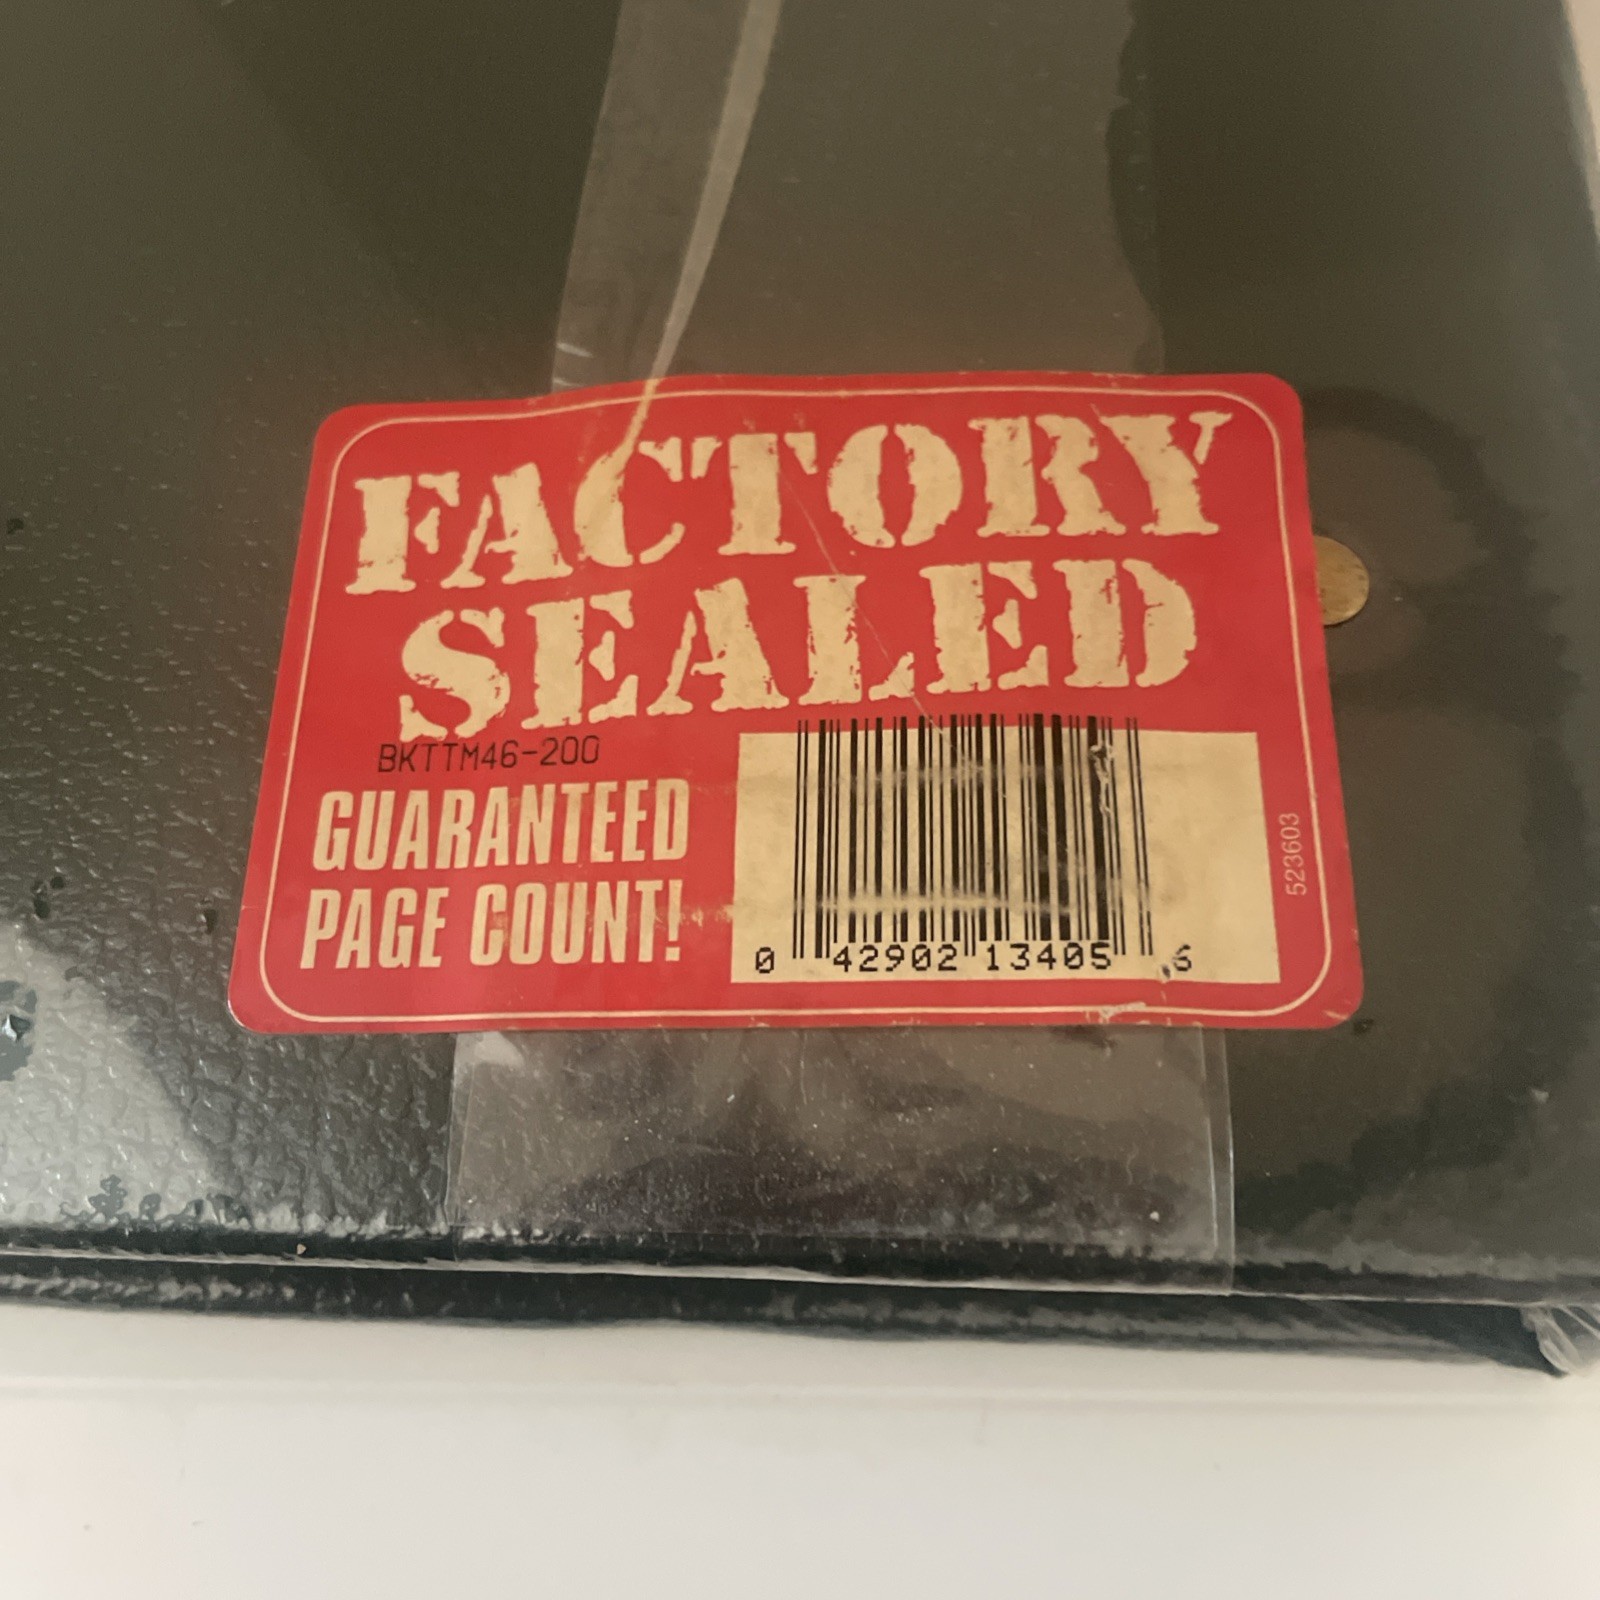 FACTORY
SEALED
BKTTM46-200
GUARANTEED
PAGE COUNT!
0 42902 13405 6
523603